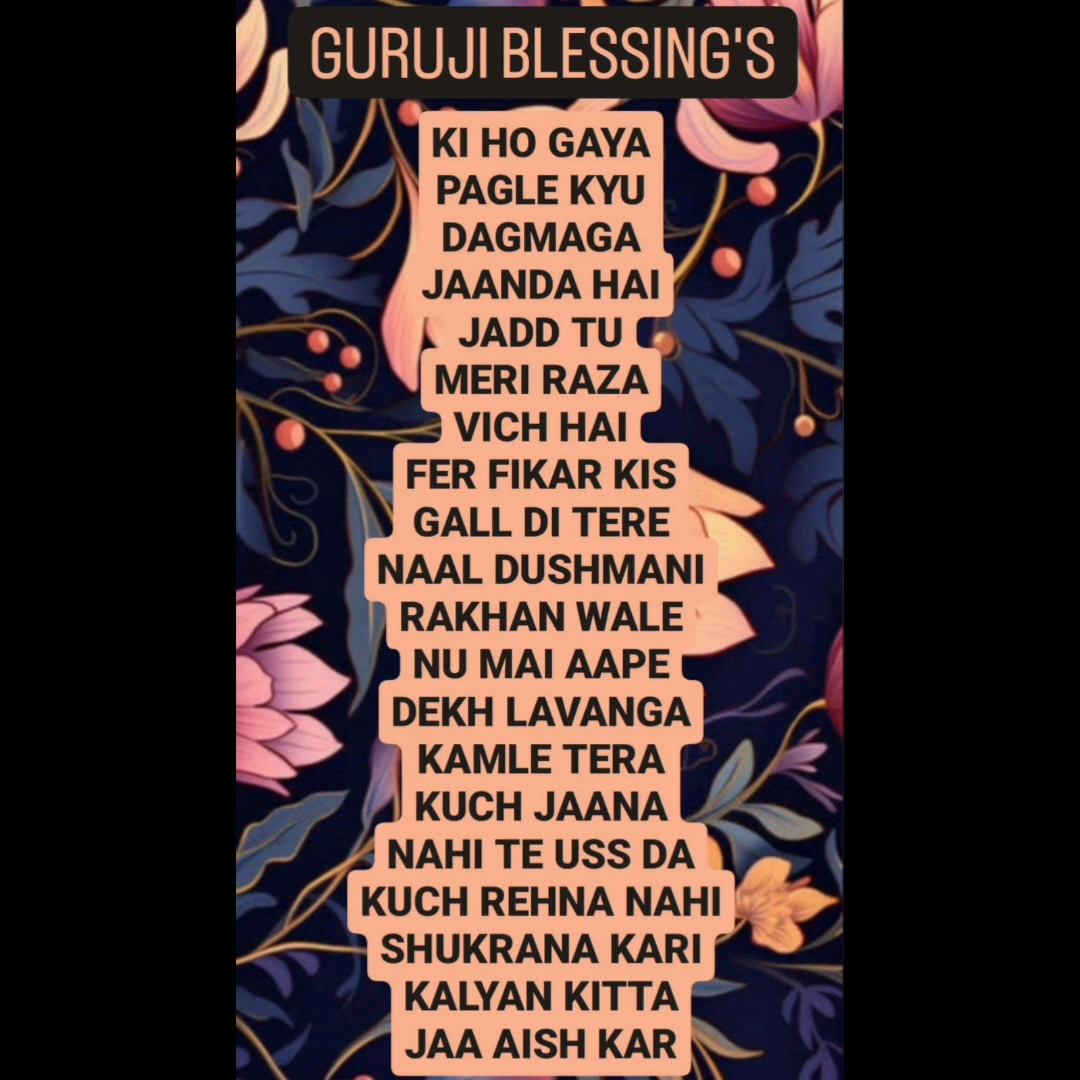 GURUJI BLESSING'S
KI HO GAYA
PAGLE KYU
DAGMAGA
JAANDA HAI
JADD TU
MERI RAZA
VICH HAI
FER FIKAR KIS
GALL DI TERE
NAAL DUSHMANI
RAKHAN WALE
NU MAI AAPE
DEKH LAVANGA
KAMLE TERA
KUCH JAANA
NAHI TE USS DA
KUCH REHNA NAHI
SHUKRANA KARI
KALYAN KITTA
JAA AISH KAR